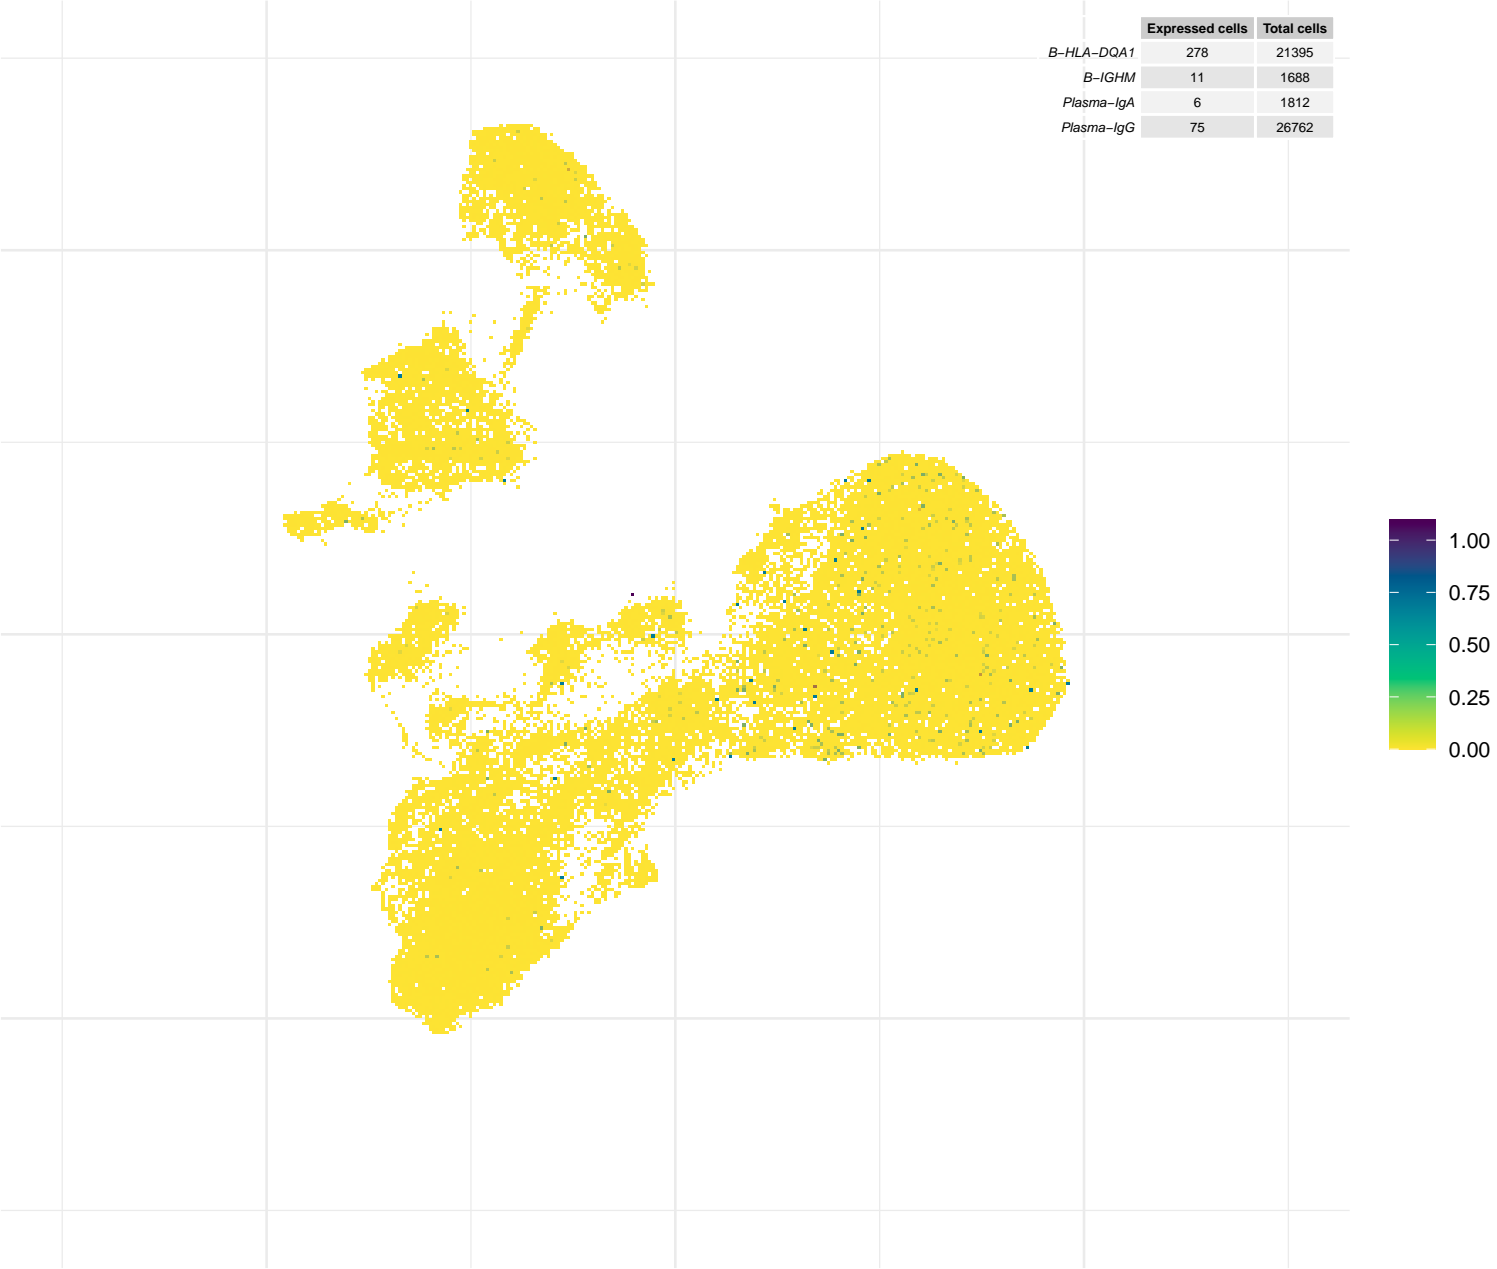 Expressed cells Total cells
B−HLA−DQA1 278 21395
B−IGHM 11 1688
Plasma−IgA 6 1812
Plasma−IgG 75 26762
1.00
0.75
0.50
0.25
0.00